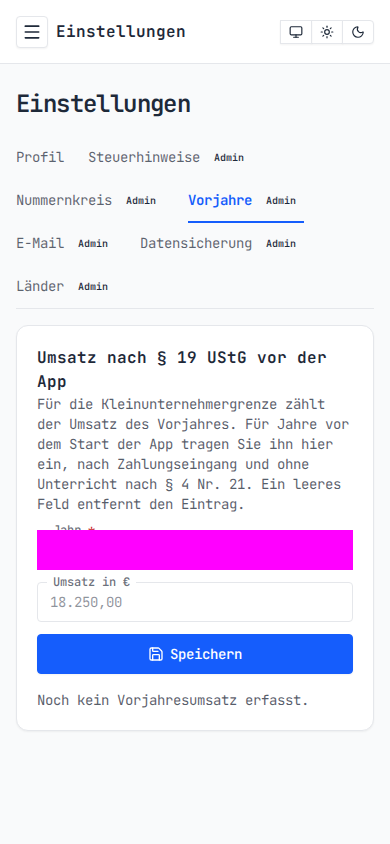 Einstellungen
Einstellungen
Profil Steuerhinweise Admin
Nummernkreis Admin Vorjahre Admin
E-Mail Admin Datensicherung Admin
Länder Admin
Umsatz nach § 19 UStG vor der
App
Für die Kleinunternehmergrenze zählt
der Umsatz des Vorjahres. Für Jahre vor
dem Start der App tragen Sie ihn hier
ein, nach Zahlungseingang und ohne
Unterricht nach § 4 Nr. 21. Ein leeres
Feld entfernt den Eintrag.
Umsatz in €
18.250,00
Speichern
Noch kein Vorjahresumsatz erfasst.